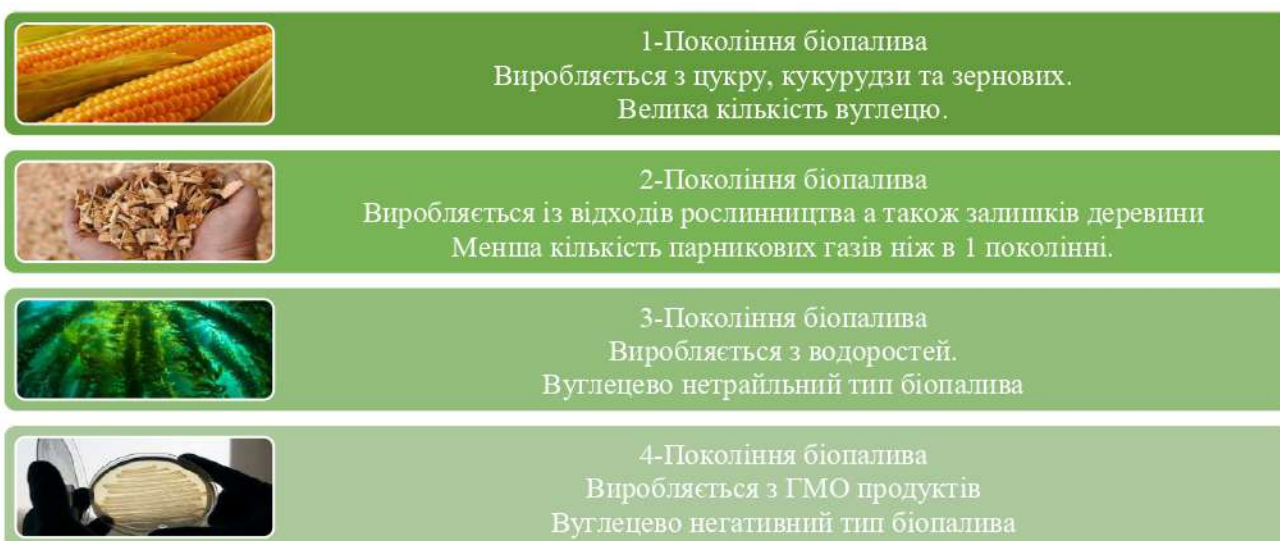 1-Покоління біопалива
Виробляється з цукру, кукурудзи та зернових.
Велика кількість вуглецю.
2-Покоління біопалива
Виробляється із відходів рослинництва а також залишків деревини
Менша кількість парникових газів ніж в 1 поколінні.
3-Покоління біопалива
Виробляється з водоростей.
Вуглецево нетрайльний тип біопалива
4-Покоління біопалива
Виробляється з ГМО продуктів
Вуглецево негативний тип біопалива